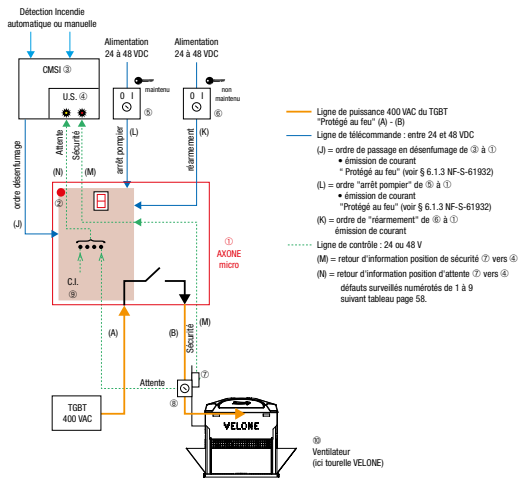 Détection Incendie
automatique ou manuelle
Alimentation
24 à 48 VDC
Alimentation
24 à 48 VDC
CMSI ③
U.S. ④
maintenu
0 I
⑤
non
maintenu
0 I
⑥
ordre désenfumage
Attente
Sécurité
(N)
(M)
arrêt pompier
(L)
réarmement
(K)
(J)
②
①
AXONE
micro
C.I.
⑨
(A)
(B)
Sécurité
(M)
Attente
⑦
⑧
TGBT
400 VAC
VELONE
⑩
Ventilateur
(ici tourelle VELONE)
Ligne de puissance 400 VAC du TGBT
"Protégé au feu" (A) - (B)
Ligne de télécommande : entre 24 et 48 VDC
(J) = ordre de passage en désenfumage de ③ à ①
• émission de courant
" Protégé au feu" (voir § 6.1.3 NF-S-61932)
(L) = ordre "arrêt pompier" de ⑤ à ①
• émission de courant
"Protégé au feu" (voir § 6.1.3 NF-S-61932)
(K) = ordre de "réarmement" de ⑥ à ①
émission de courant
Ligne de contrôle : 24 ou 48 V
(M) = retour d'information position de sécurité ⑦ vers ④
(N) = retour d'information position d'attente ⑦ vers ④
défauts surveillés numérotés de 1 à 9
suivant tableau page 58.